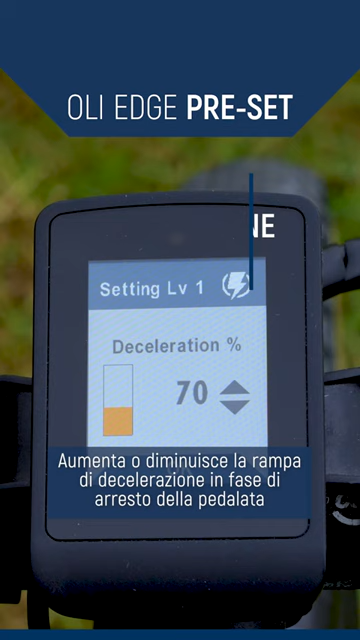 OLI EDGE PRE-SET
NE
Setting Lv 1
Deceleration %
70
Aumenta o diminuisce la rampa
di decelerazione in fase di
arresto della pedalata